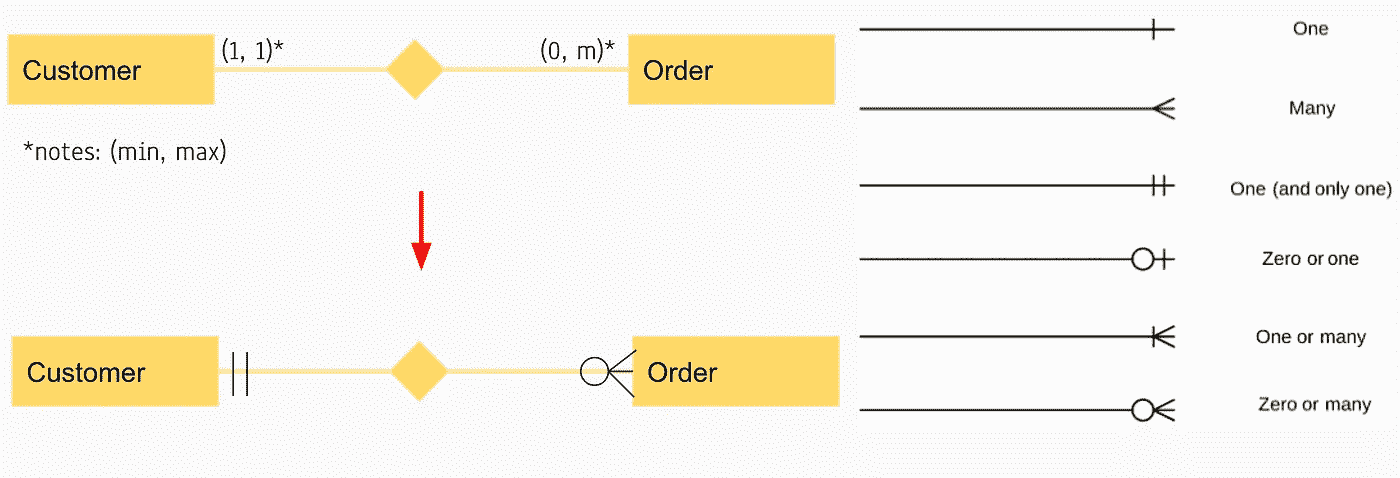 Customer
(1, 1)*
(0, m)*
Order
*notes: (min, max)
Customer
Order
One
Many
One (and only one)
Zero or one
One or many
Zero or many